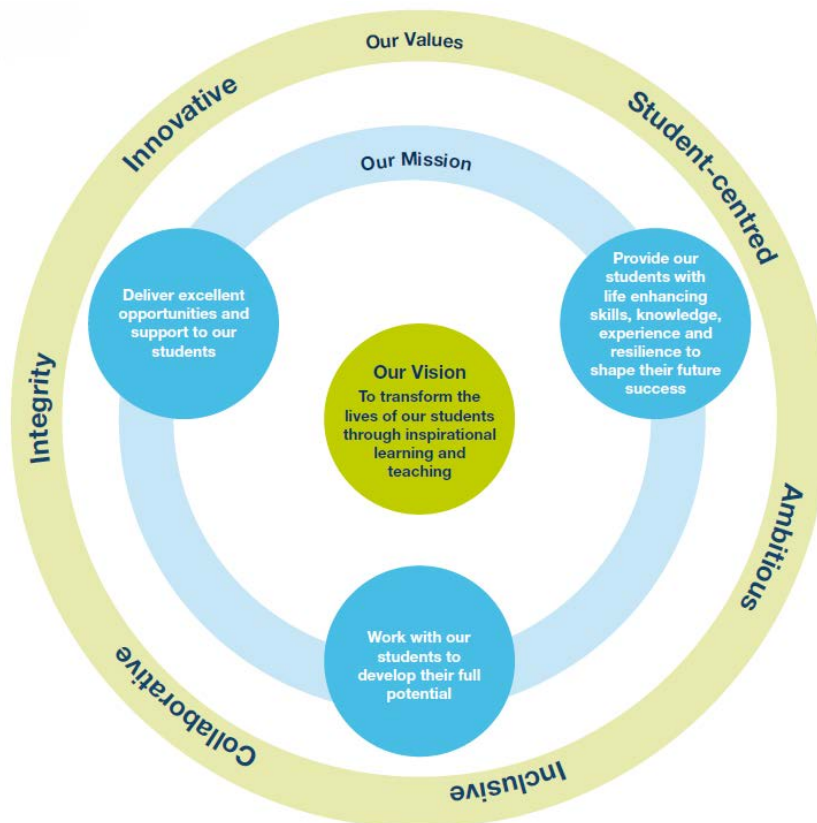 Our Values
Innovative
Student-centred
Ambitious
Inclusive
Collaborative
Integrity
Our Mission
Deliver excellent
opportunities and
support to our
students
Provide our
students with
life enhancing
skills, knowledge,
experience and
resilience to
shape their future
success
Work with our
students to
develop their full
potential
Our Vision
To transform the
lives of our students
through inspirational
learning and
teaching